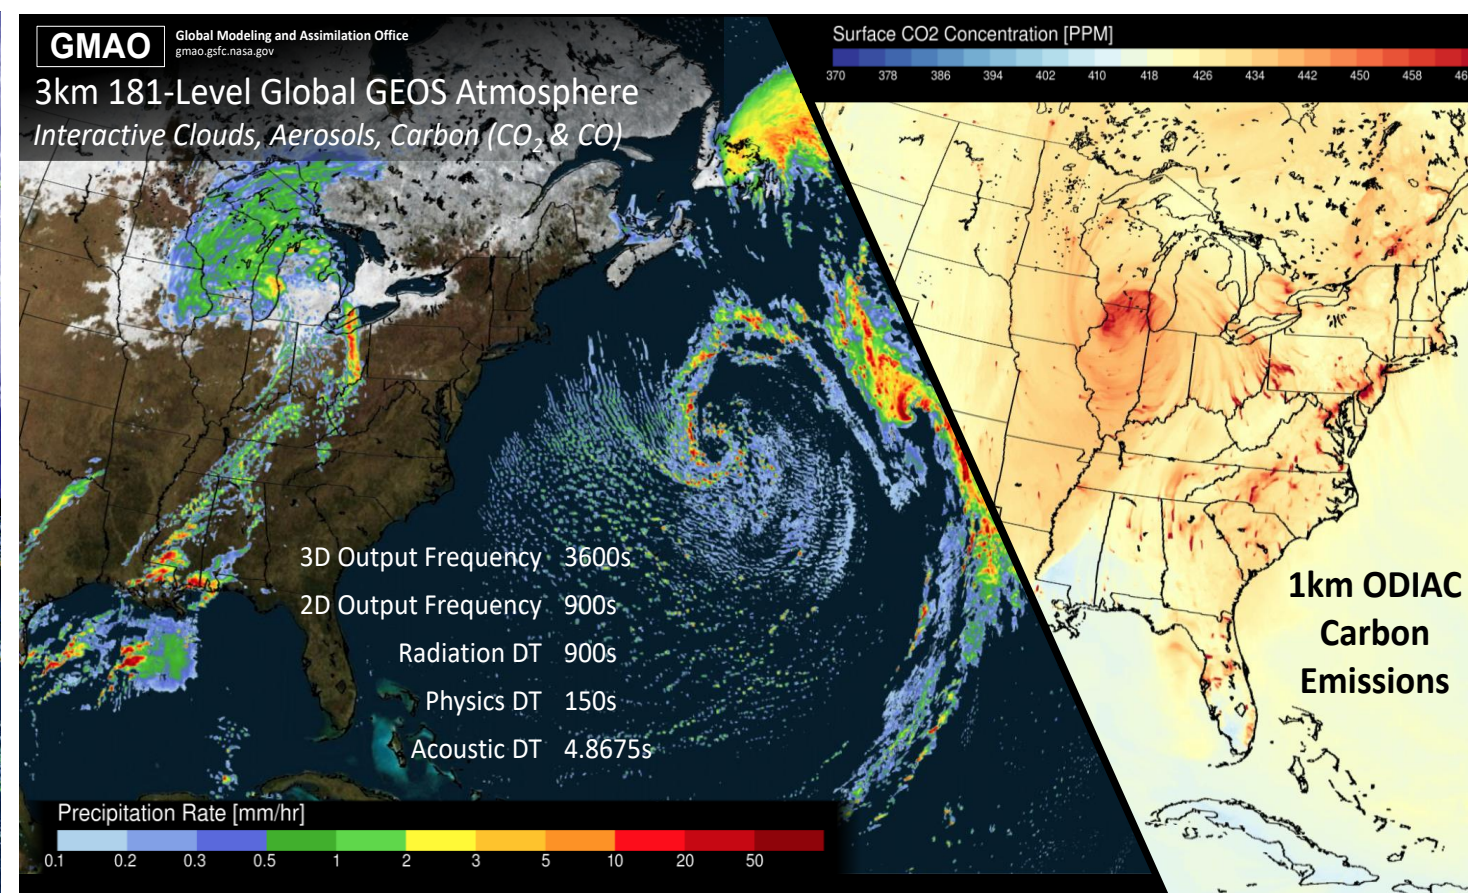 GMAO
Global Modeling and Assimilation Office
gmao.gsfc.nasa.gov
3km 181-Level Global GEOS Atmosphere
Interactive Clouds, Aerosols, Carbon (CO₂ & CO)
Surface CO2 Concentration [PPM]
370 378 386 394 402 410 418 426 434 442 450 458
3D Output Frequency 3600s
2D Output Frequency 900s
Radiation DT 900s
Physics DT 150s
Acoustic DT 4.8675s
1km ODIAC
Carbon
Emissions
Precipitation Rate [mm/hr]
0.1 0.2 0.3 0.5 1 2 3 5 10 20 50